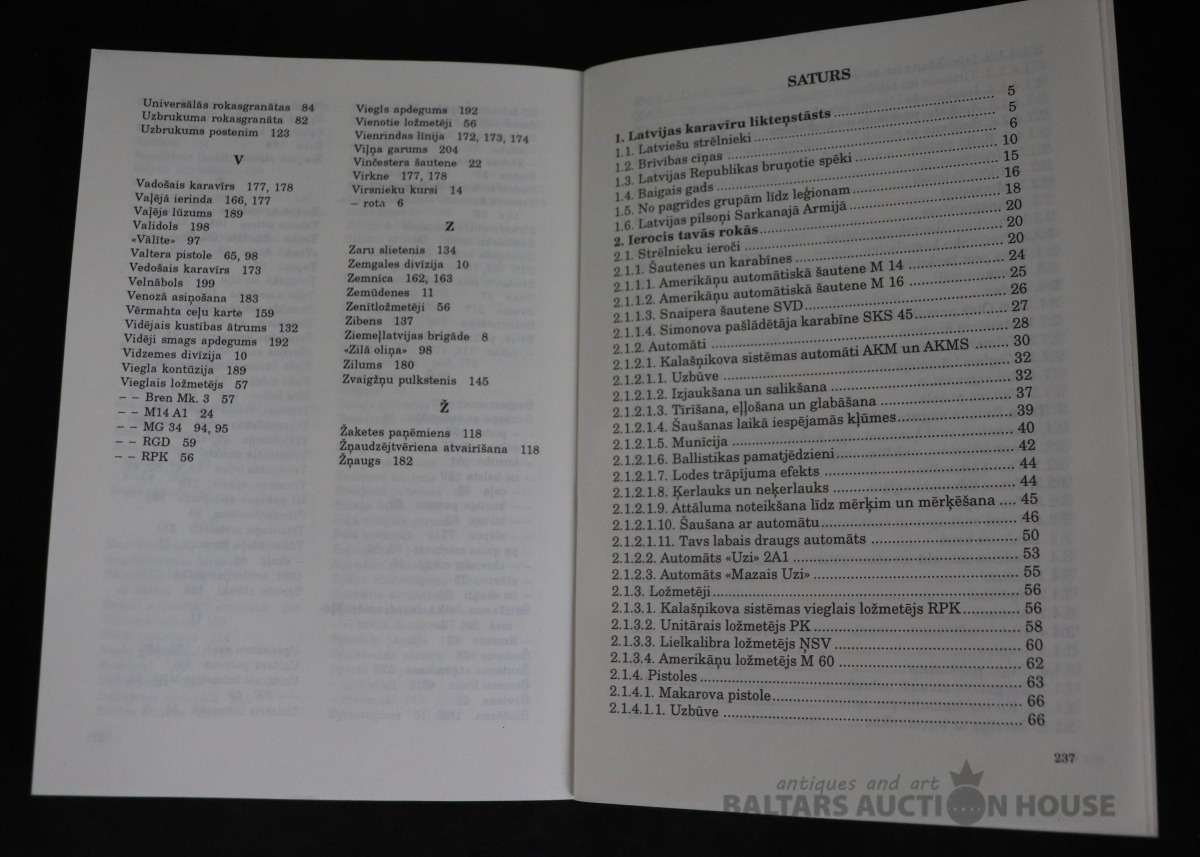 Universālās rokasgranātas 84
Uzbrukuma rokasgranāta 82
Uzbrukums postenim 123
V
Vadošais karavīrs 177, 178
Vaļējā ierinda 166, 177
Vaļējs lūzums 189
Validols 198
«Vālīte» 97
Valtera pistole 65, 98
Vedošais karavīrs 173
Velnābols 199
Venozā asiņošana 183
Vērmahta ceļu karte 159
Vidējais kustības ātrums 132
Vidēji smags apdegums 192
Vidzemes divīzija 10
Viegla kontūzija 189
Vieglais ložmetējs 57
– – Bren Mk. 3 57
– – M14 A1 24
– – MG 34 94, 95
– – RGD 59
– – RPK 56
Viegls apdegums 192
Vienotie ložmetēji 56
Vienrindas līnija 172, 173, 174
Viļņa garums 204
Vinčestera šautene 22
Virkne 177, 178
Virsnieku kursi 14
– rota 6
Z
Zaru slietenis 134
Zemgales divīzija 10
Zemnīca 162, 163
Zemūdenes 11
Zenītložmetēji 56
Zibens 137
Ziemeļlatvijas brigāde 8
«Zilā oliņa» 98
Zilums 180
Zvaigžņu pulkstenis 145
Ž
Žaketes paņēmiens 118
Žņaudzējtvēriena atvairīšana 118
Žņaugs 182
SATURS
1. Latvijas karavīru likteņstāsts ........ 5
1.1. Latviešu strēlnieki ........ 5
1.2. Brīvības cīņas ........ 6
1.3. Latvijas Republikas bruņotie spēki ........ 10
1.4. Baigais gads ........ 15
1.5. No pagrīdes grupām līdz leģionam ........ 16
1.6. Latvijas pilsoņi Sarkanajā Armijā ........ 18
2. Ierocis tavās rokās ........ 20
2.1. Strēlnieku ieroči ........ 20
2.1.1. Šautenes un karabīnes ........ 20
2.1.1.1. Amerikāņu automātiskā šautene M 14 ........ 24
2.1.1.2. Amerikāņu automātiskā šautene M 16 ........ 25
2.1.1.3. Snaipera šautene SVD ........ 26
2.1.1.4. Simonova pašlādētāja karabīne SKS 45 ........ 27
2.1.2. Automāti ........ 28
2.1.2.1. Kalašņikova sistēmas automāti AKM un AKMS ........ 30
2.1.2.1.1. Uzbūve ........ 32
2.1.2.1.2. Izjaukšana un salikšana ........ 32
2.1.2.1.3. Tīrīšana, eļļošana un glabāšana ........ 37
2.1.2.1.4. Šaušanas laikā iespējamās kļūmes ........ 39
2.1.2.1.5. Munīcija ........ 40
2.1.2.1.6. Ballistikas pamatjēdzieni ........ 42
2.1.2.1.7. Lodes trāpījuma efekts ........ 44
2.1.2.1.8. Ķerlauks un neķerlauks ........ 44
2.1.2.1.9. Attāluma noteikšana līdz mērķim un mērķēšana .... 45
2.1.2.1.10. Šaušana ar automātu ........ 46
2.1.2.1.11. Tavs labais draugs automāts ........ 50
2.1.2.2. Automāts «Uzi» 2A1 ........ 53
2.1.2.3. Automāts «Mazais Uzi» ........ 55
2.1.3. Ložmetēji ........ 56
2.1.3.1. Kalašņikova sistēmas vieglais ložmetējs RPK ........ 56
2.1.3.2. Unitārais ložmetējs PK ........ 58
2.1.3.3. Lielkalibra ložmetējs ŅSV ........ 60
2.1.3.4. Amerikāņu ložmetējs M 60 ........ 62
2.1.4. Pistoles ........ 63
2.1.4.1. Makarova pistole ........ 66
2.1.4.1.1. Uzbūve ........ 66
237
antiques and art
BALTARS AUCTION HOUSE